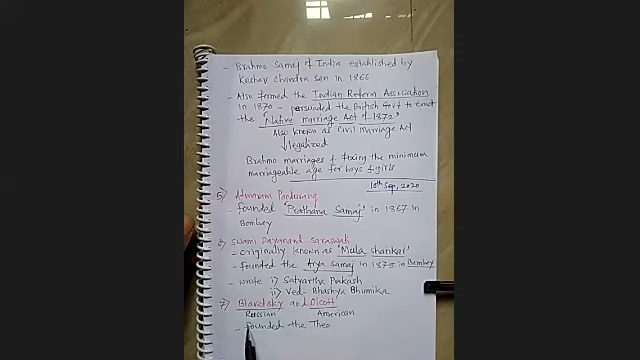 - Brahmo Samaj of India established by
Keshav Chandra Sen in 1866
- Also formed the Indian Reform Association
in 1870 - persuaded the British Govt to enact
the 'Native marriage Act of 1872'
Also known as Civil Marriage Act
↓ legalized
Brahmo marriages & fixing the minimum
marriageable age for boys & girls
10th Sep, 2020
5) Atmaram Pandurang
- founded 'Prathana Samaj' in 1867 in
Bombay
6) Swami Dayanand Saraswati
- Originally known as 'Mula Shankar'
- founded the Arya Samaj in 1875 in Bombay
- wrote i) Satyartha Prakash
ii) Ved-Bhashya Bhumika
7) Blavetsky and Olcott
Russian American
- founded the Theo